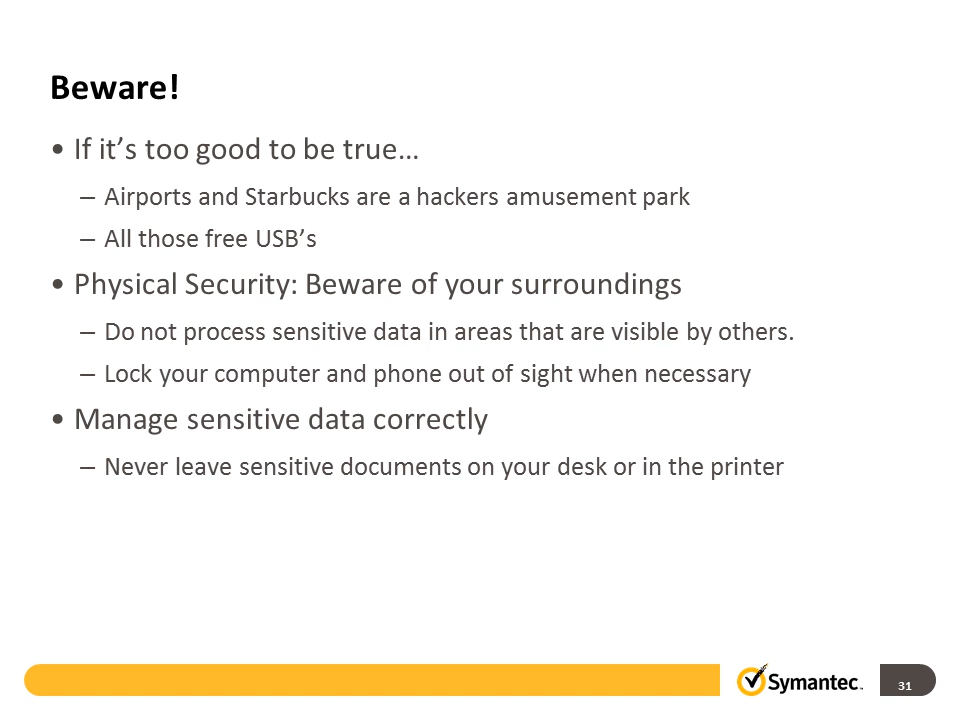 Beware!
• If it’s too good to be true…
– Airports and Starbucks are a hackers amusement park
– All those free USB’s
• Physical Security: Beware of your surroundings
– Do not process sensitive data in areas that are visible by others.
– Lock your computer and phone out of sight when necessary
• Manage sensitive data correctly
– Never leave sensitive documents on your desk or in the printer
Symantec™
31